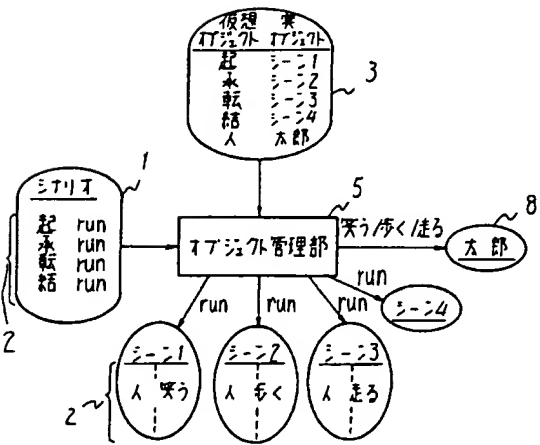 仮想 実
オブジェクト オブジェクト
起 シーン1
承 シーン2
転 シーン3
結 シーン4
人 太郎
3
シナリオ
1
起 run
承 run
転 run
結 run
2
5
オブジェクト管理部
笑う/歩く/走る
8
太郎
run
シーン4
run
run
run
シーン1
人 笑う
シーン2
人 歩く
シーン3
人 走る
2